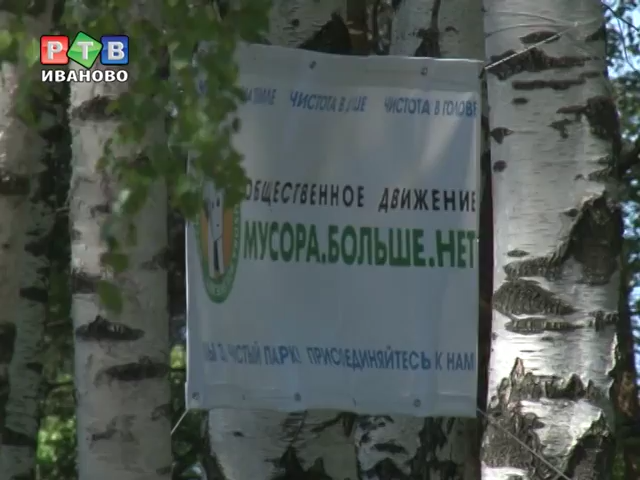 РТВ
ИВАНОВО
ЧИСТОТА В ДУШЕ ЧИСТОТА В ГОЛОВЕ
ОБЩЕСТВЕННОЕ ДВИЖЕНИЕ
МУСОРА.БОЛЬШЕ.НЕТ
ЧИСТЫЙ ПАРК! ПРИСОЕДИНЯЙТЕСЬ К НАМ